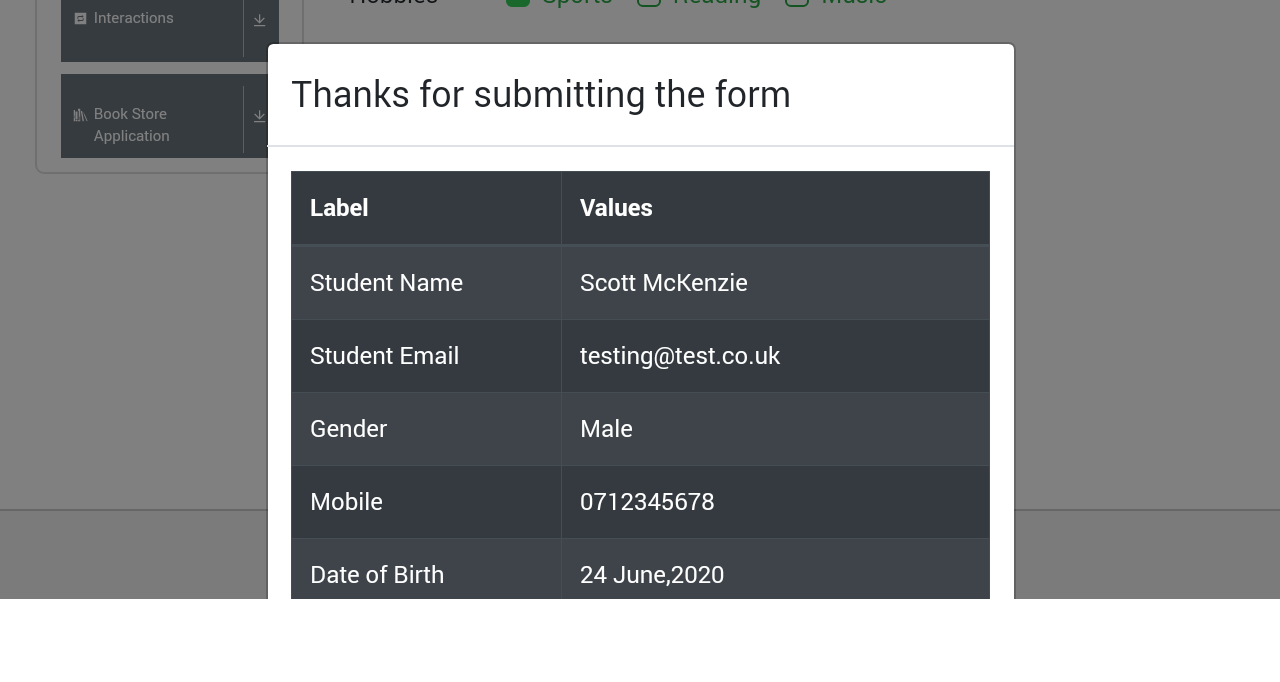 Interactions
Hobbies Sports Reading Music
Book Store
Application
Thanks for submitting the form
Label Values
Student Name Scott McKenzie
Student Email testing@test.co.uk
Gender Male
Mobile 0712345678
Date of Birth 24 June,2020